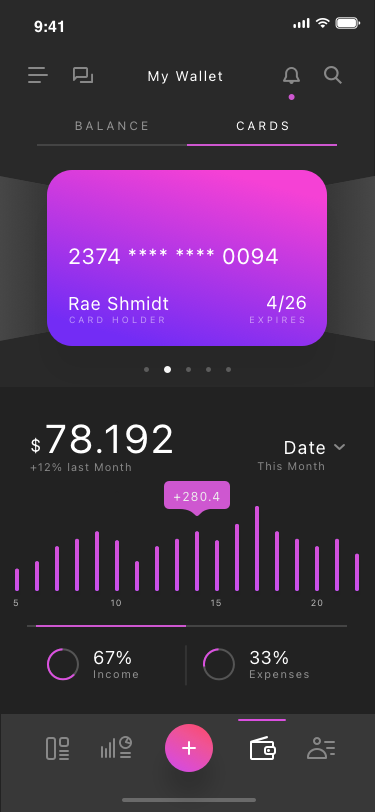 9:41
My Wallet
BALANCE CARDS
2374 **** **** 0094
Rae Shmidt 4/26
CARD HOLDER EXPIRES
$78.192 Date
+12% last Month This Month
+280.4
5 10 15 20
67% 33%
Income Expenses
+